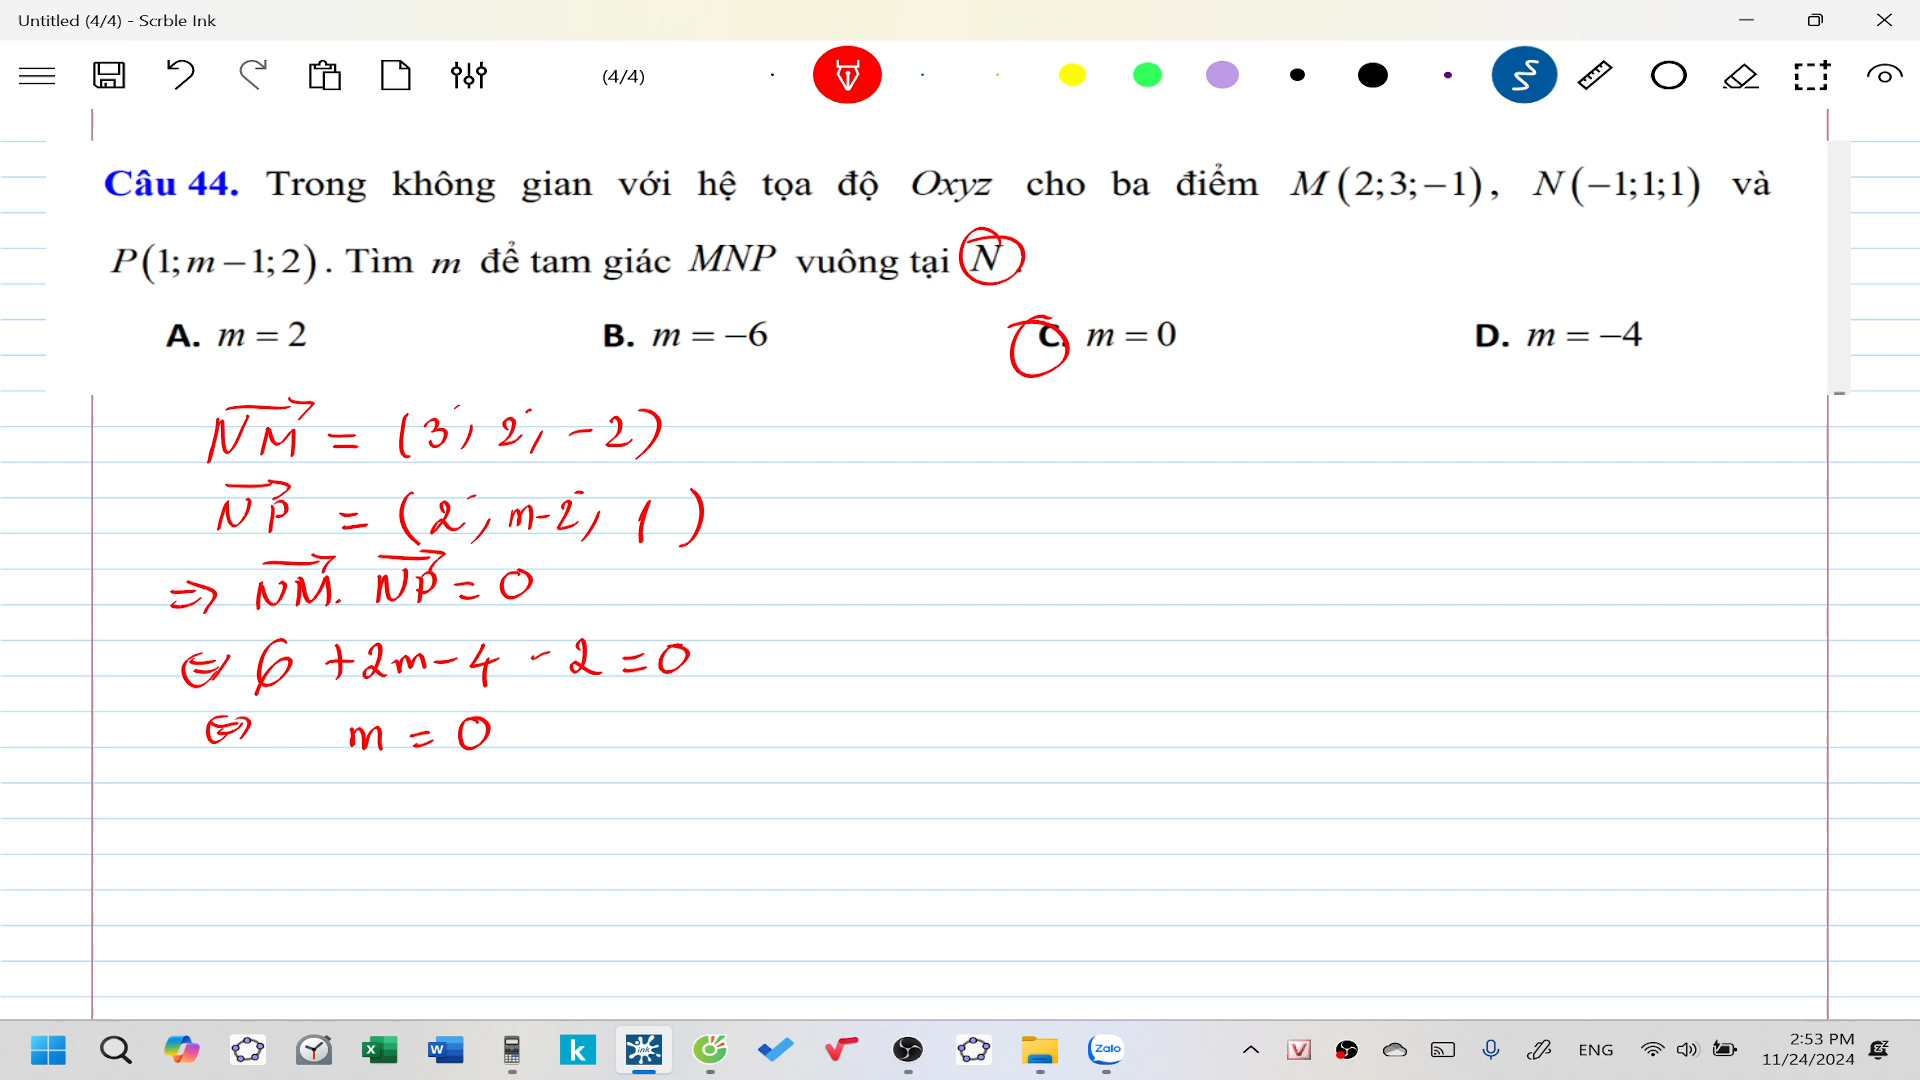 Untitled (4/4) - Scrble Ink
(4/4)
Câu 44. Trong không gian với hệ tọa độ Oxyz cho ba điểm M(2;3;−1), N(−1;1;1) và
P(1;m−1;2). Tìm m để tam giác MNP vuông tại N.
A. m = 2 B. m = −6 C. m = 0 D. m = −4
NM = (3; 2; -2)
NP = (2; m-2; 1)
⇒ NM. NP = 0
⇔ 6 + 2m - 4 - 2 = 0
⇔ m = 0
Zalo
ENG
2:53 PM
11/24/2024